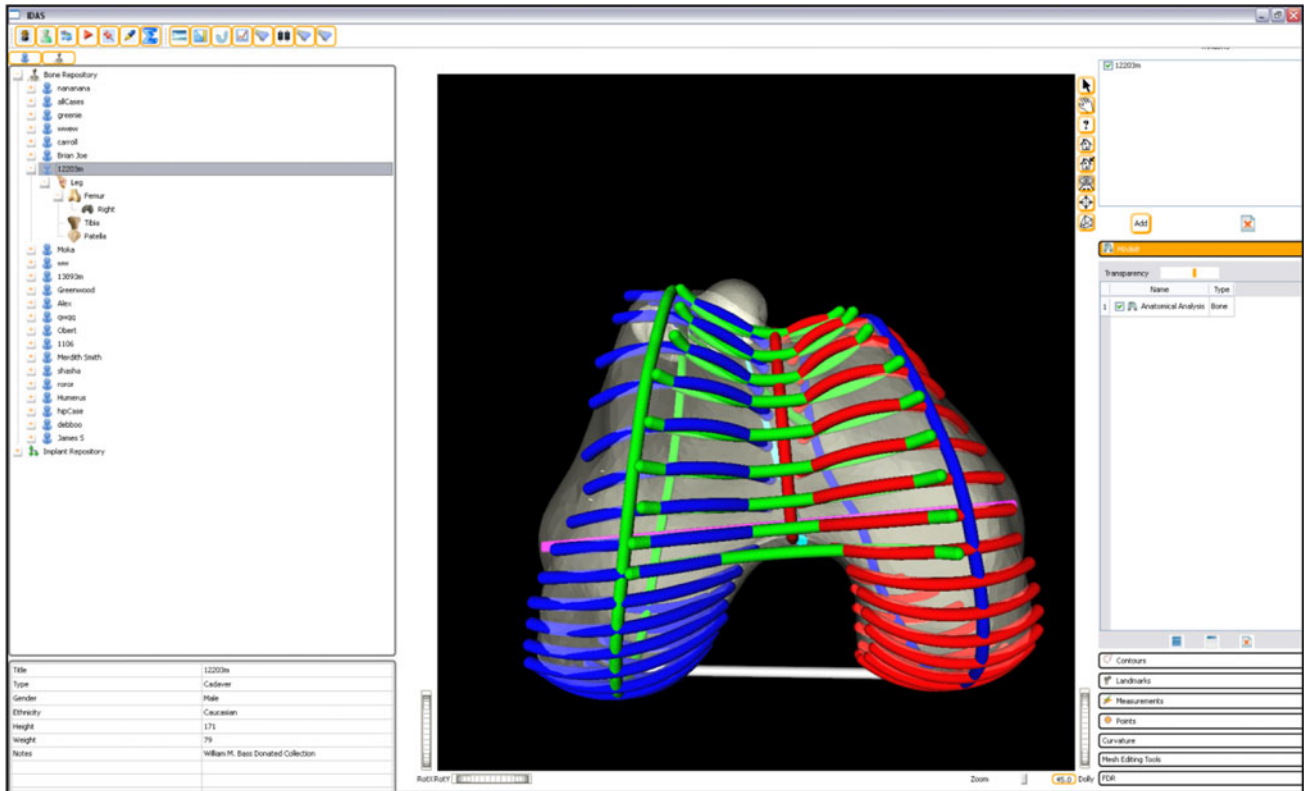 IDAS
Bone Repository
nananana
allCases
greenie
wwew
carroll
Brian Joe
12203m
Leg
Femur
Right
Tibia
Patella
Moka
ww
13093m
Greenwood
Alex
qwqq
Obert
1106
Merdith Smith
shasha
roror
Humerus
hipCase
debboo
James S
Implant Repository
Title 12203m
Type Cadaver
Gender Male
Ethnicity Caucasian
Height 171
Weight 79
Notes William M. Bass Donated Collection
RotX RotY
Zoom 45.0 Dolly
12203m
Add
Transparency
Name Type
1 Anatomical Analysis Bone
Contours
Landmarks
Measurements
Points
Curvature
Mesh Editing Tools
FDR